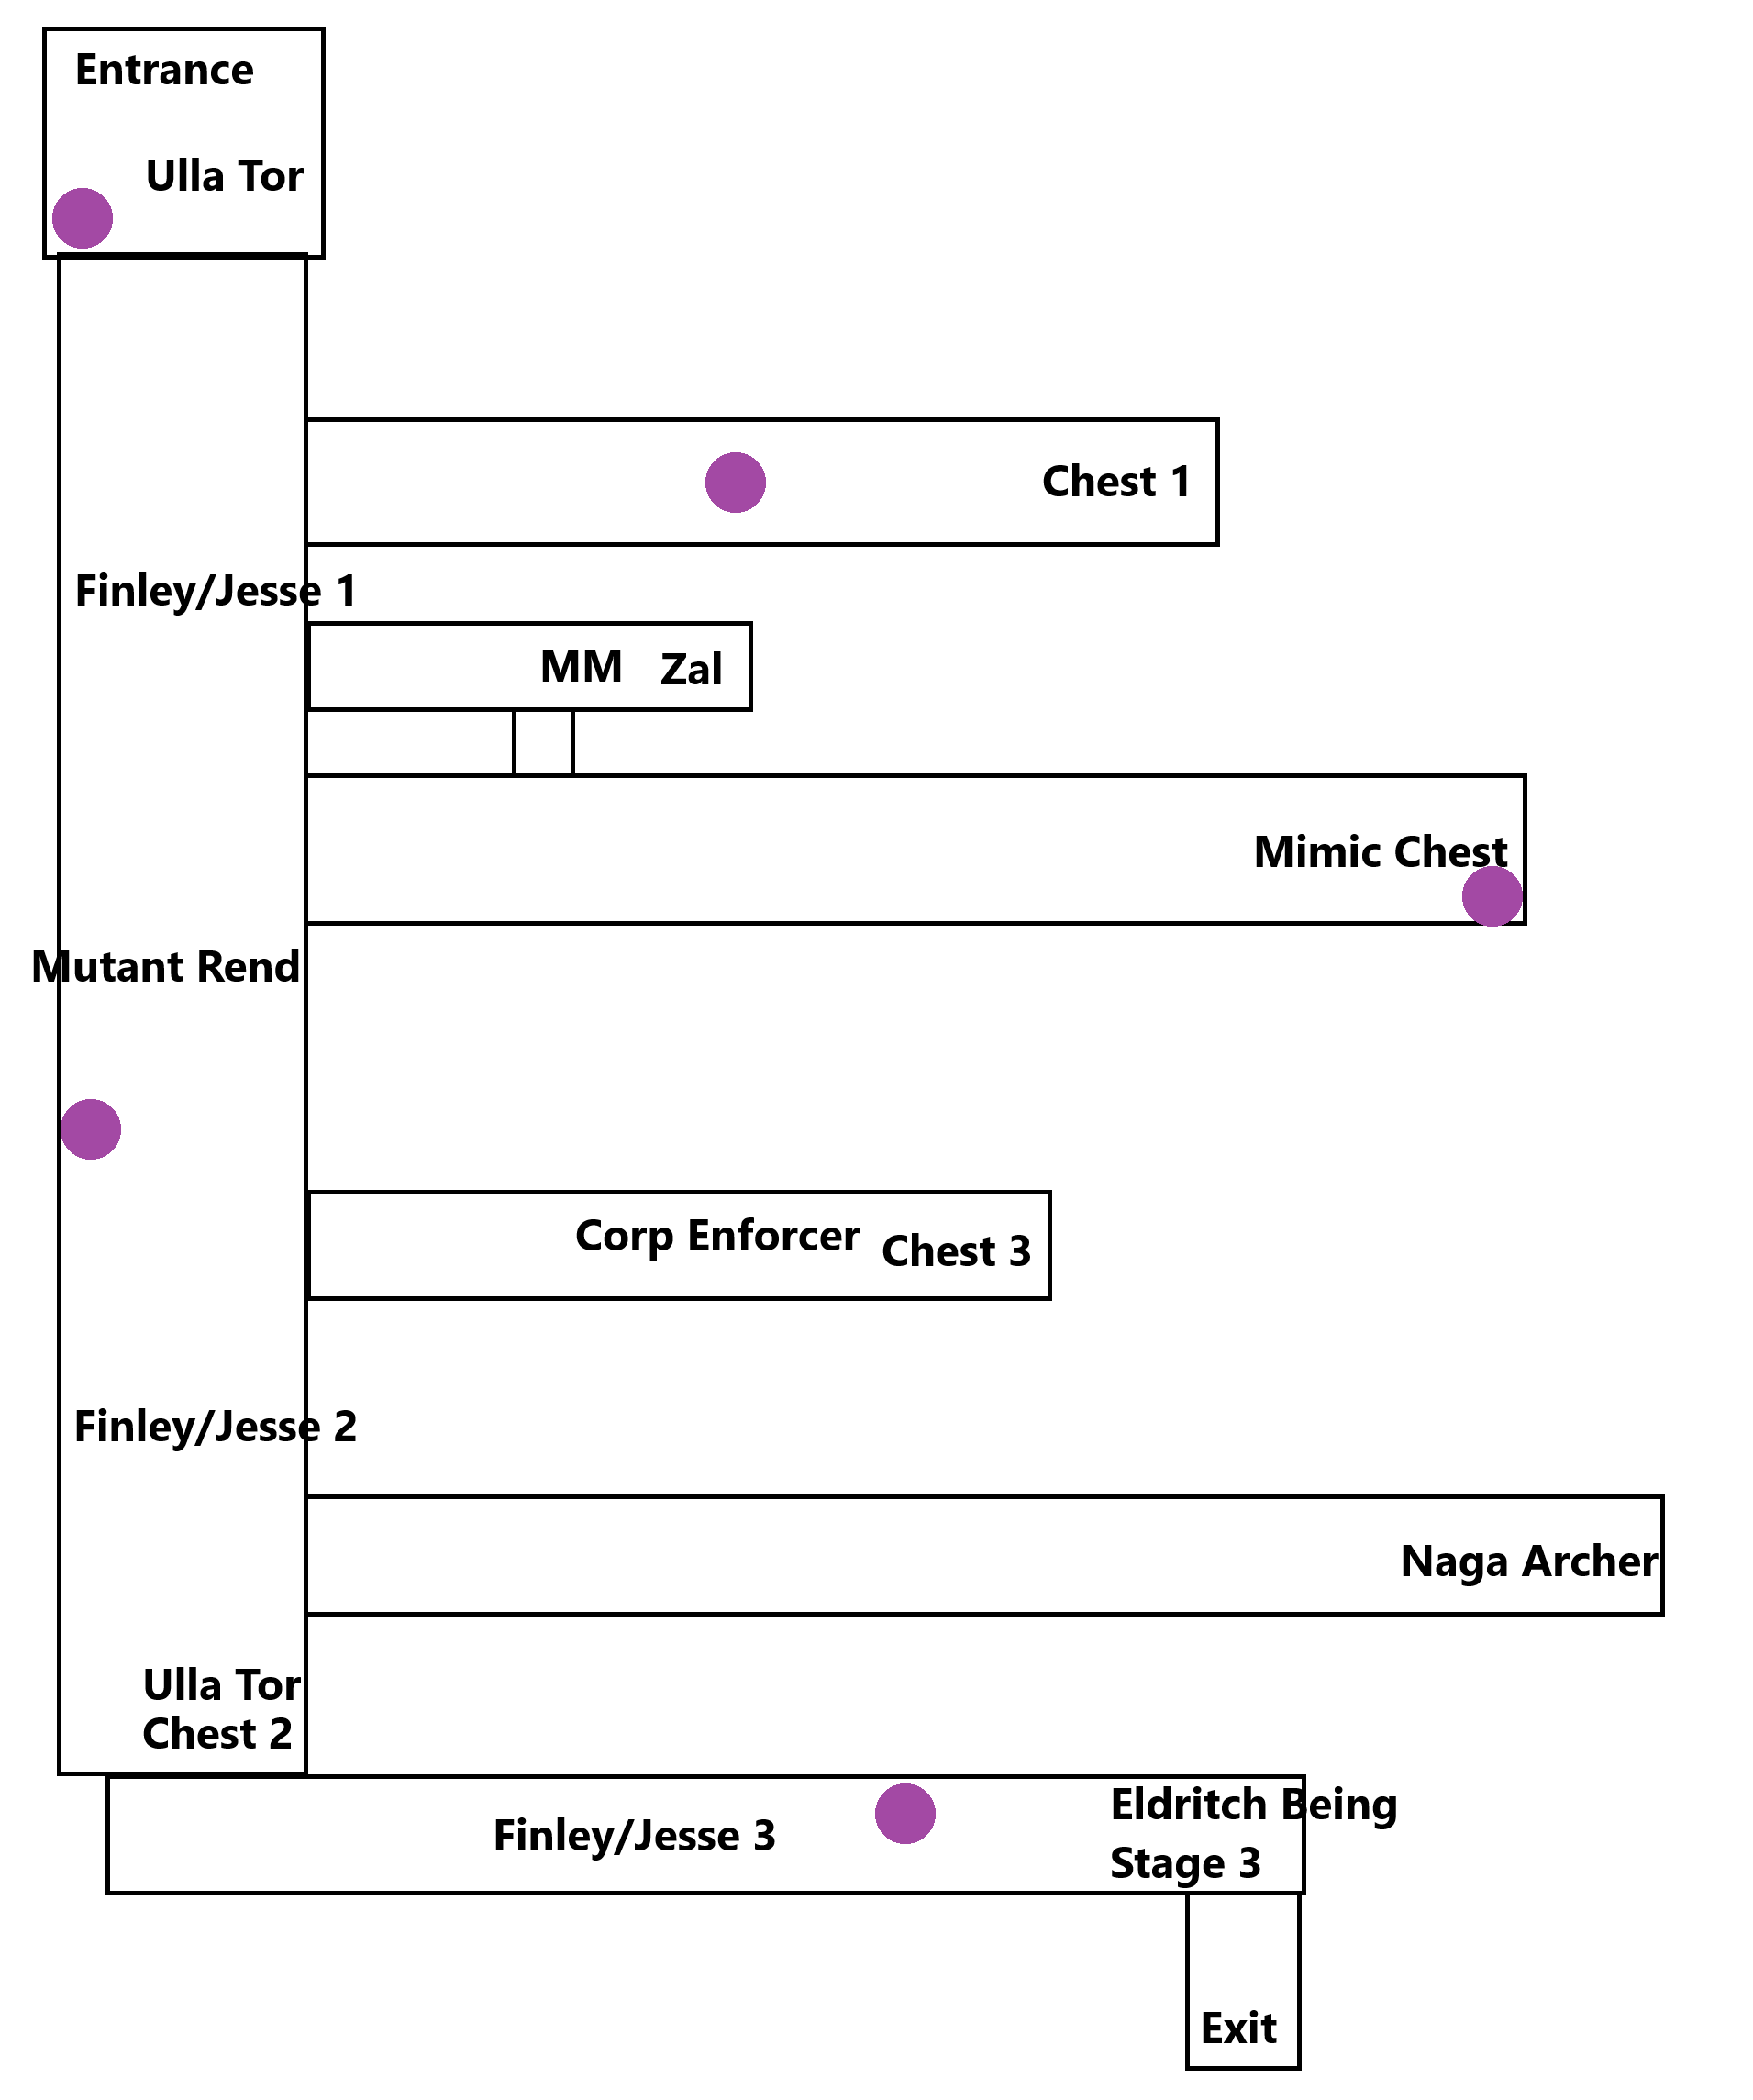 Entrance
Ulla Tor
Chest 1
Finley/Jesse 1
MM Zal
Mimic Chest
Mutant Rend
Corp Enforcer Chest 3
Finley/Jesse 2
Naga Archer
Ulla Tor
Chest 2
Eldritch Being
Finley/Jesse 3
Stage 3
Exit